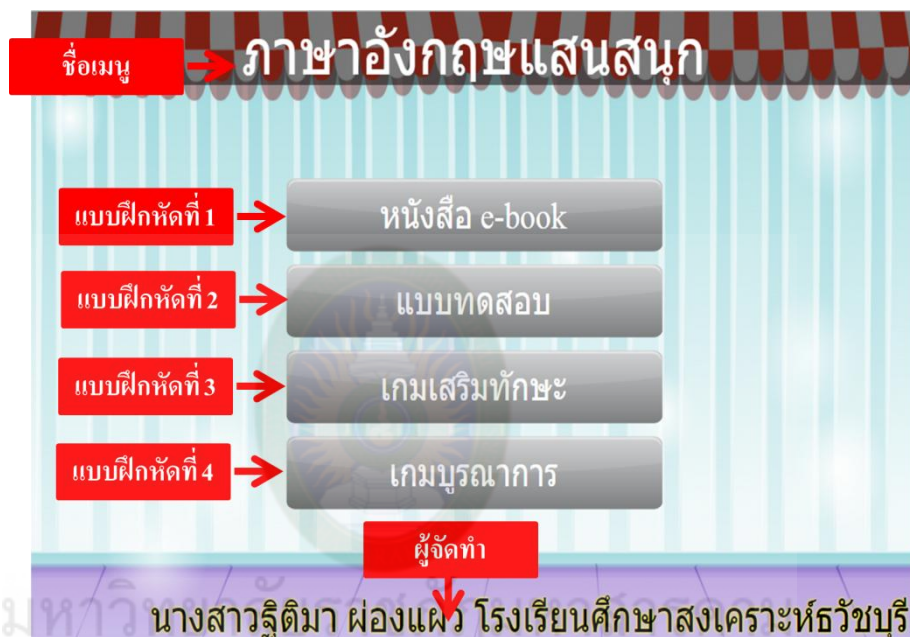 ชื่อเมนู
ภาษาอังกฤษแสนสนุก
แบบฝึกหัดที่ 1
หนังสือ e-book
แบบฝึกหัดที่ 2
แบบทดสอบ
แบบฝึกหัดที่ 3
เกมเสริมทักษะ
แบบฝึกหัดที่ 4
เกมบูรณาการ
ผู้จัดทำ
นางสาวฐิติมา ผ่องแผ้ว โรงเรียนศึกษาสงเคราะห์ธวัชบุรี